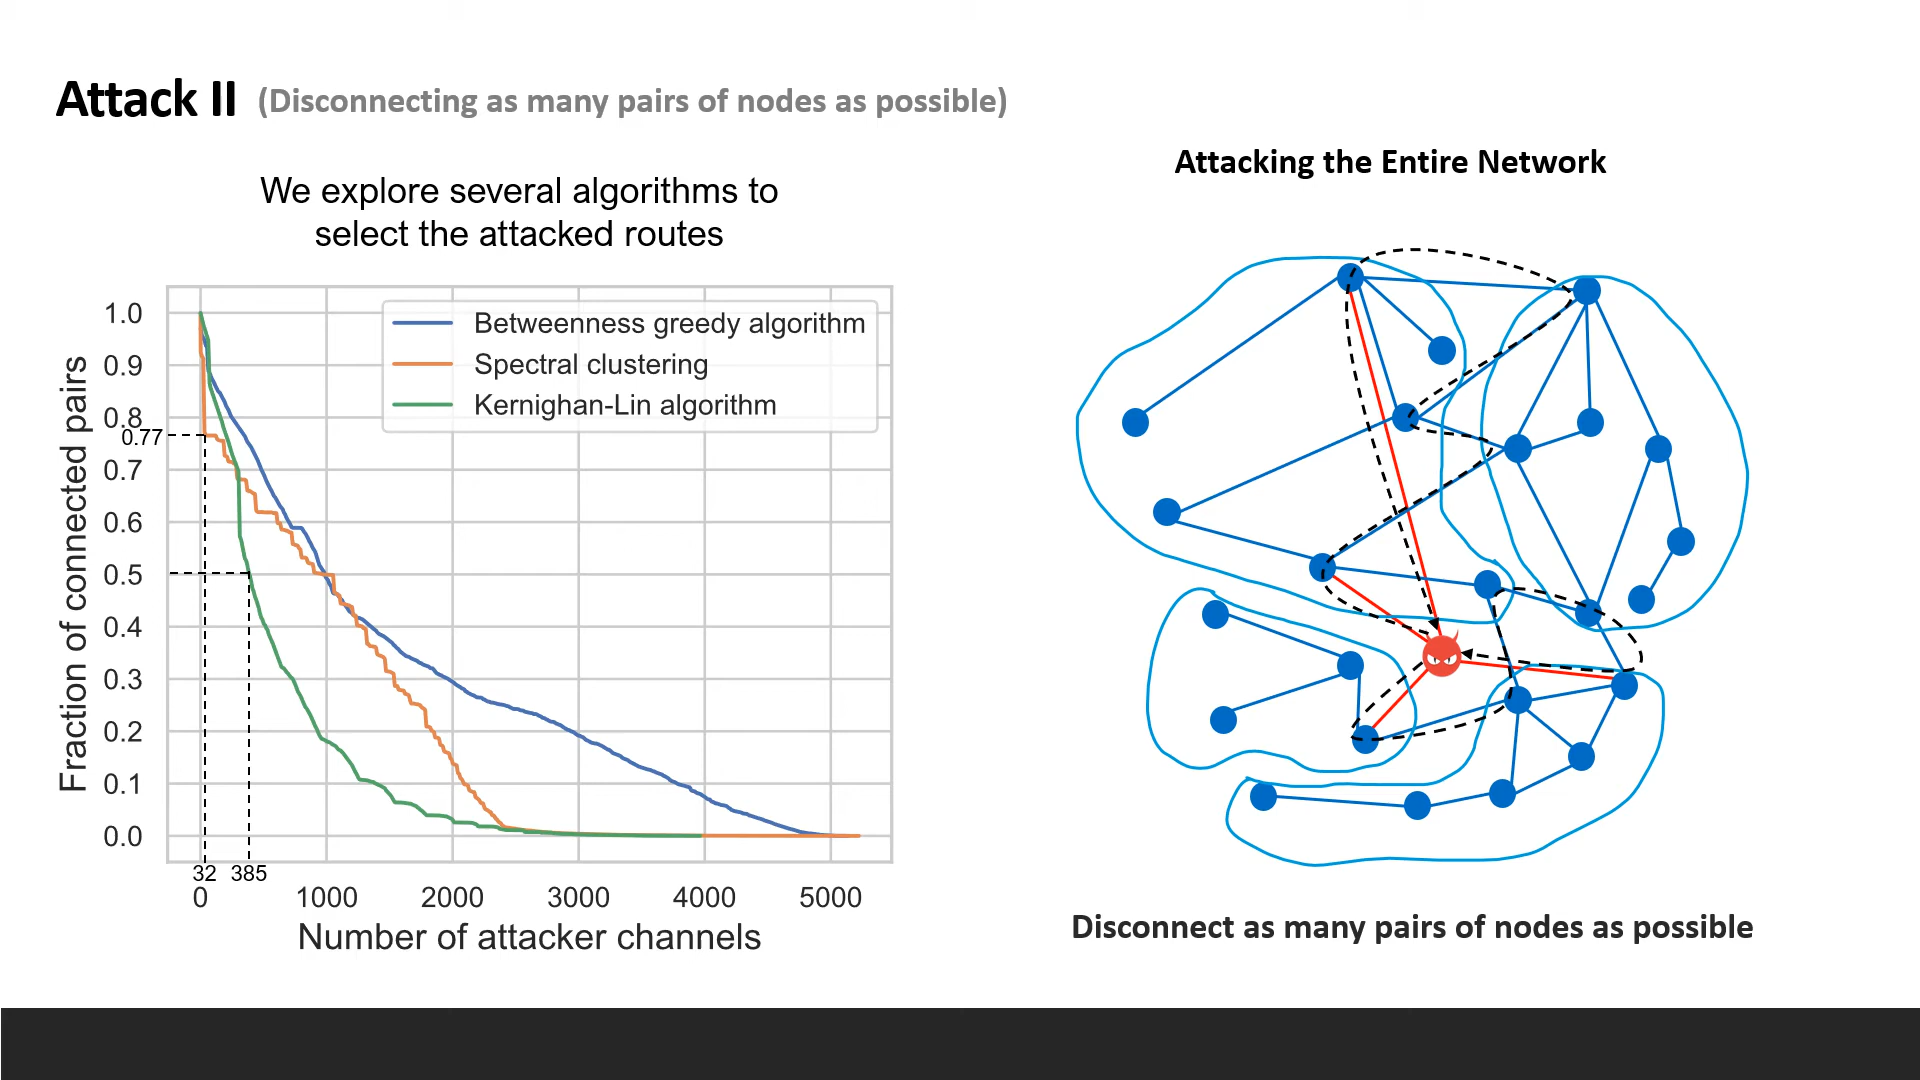 Attack II (Disconnecting as many pairs of nodes as possible)
We explore several algorithms to
select the attacked routes
Fraction of connected pairs
1.0
0.9
0.8
0.77
0.7
0.6
0.5
0.4
0.3
0.2
0.1
0.0
Betweenness greedy algorithm
Spectral clustering
Kernighan-Lin algorithm
32 385
0 1000 2000 3000 4000 5000
Number of attacker channels
Attacking the Entire Network
Disconnect as many pairs of nodes as possible